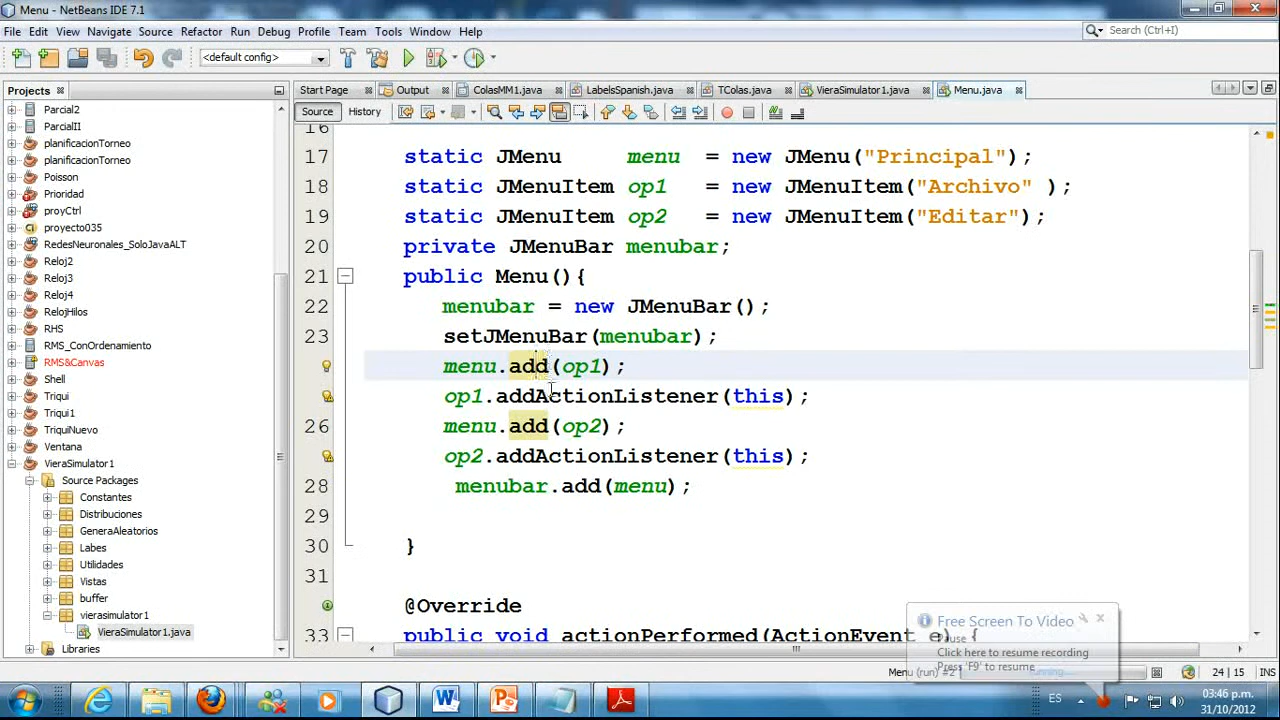 Menu - NetBeans IDE 7.1
File Edit View Navigate Source Refactor Run Debug Profile Team Tools Window Help
Search (Ctrl+I)
<default config>
Projects
Start Page Output ColasMM1.java LabelsSpanish.java TColas.java VieraSimulator1.java Menu.java
Source History
Parcial2
ParcialII
planificacionTorneo
planificacionTorneo
Poisson
Prioridad
proyCtrl
proyecto035
RedesNeuronales_SoloJavaALT
Reloj2
Reloj3
Reloj4
RelojHilos
RHS
RMS_ConOrdenamiento
RMS&Canvas
Shell
Triqui
Triqui1
TriquiNuevo
Ventana
VieraSimulator1
Source Packages
Constantes
Distribuciones
GeneraAleatorios
Labes
Utilidades
Vistas
buffer
vierasimulator1
VieraSimulator1.java
Libraries
16
17 static JMenu menu = new JMenu("Principal");
18 static JMenuItem op1 = new JMenuItem("Archivo" );
19 static JMenuItem op2 = new JMenuItem("Editar");
20 private JMenuBar menubar;
21 public Menu(){
22 menubar = new JMenuBar();
23 setJMenuBar(menubar);
menu.add(op1);
op1.addActionListener(this);
26 menu.add(op2);
op2.addActionListener(this);
28 menubar.add(menu);
29
30 }
31
@Override
33 public void actionPerformed(ActionEvent e) {
Free Screen To Video
Pause
Click here to resume recording
Press 'F9' to resume
Menu (run) #2 running... 24 | 15 INS
ES 03:46 p.m.
31/10/2012